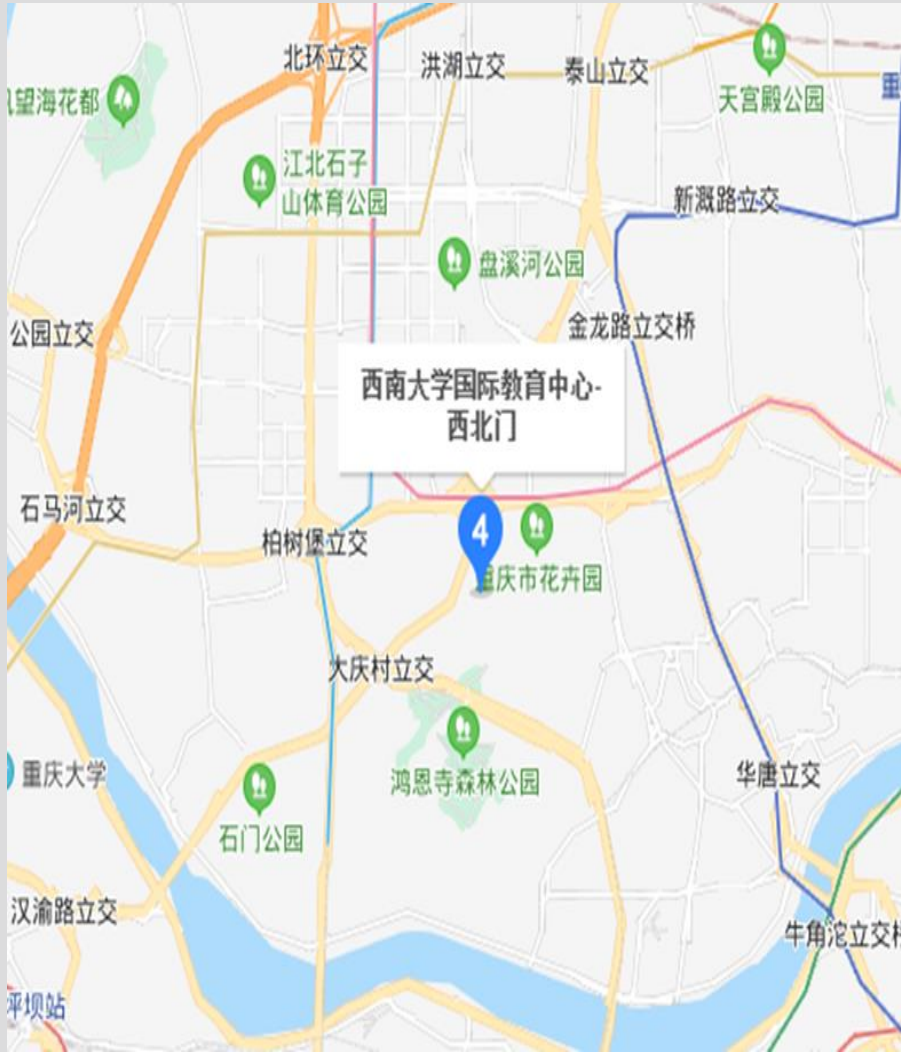 北环立交
洪湖立交
泰山立交
天宫殿公园
望海花都
重
江北石子
山体育公园
新溉路立交
盘溪河公园
公园立交
金龙路立交桥
西南大学国际教育中心-
西北门
石马河立交
柏树堡立交
4
重庆市花卉园
大庆村立交
重庆大学
鸿恩寺森林公园
华唐立交
石门公园
汉渝路立交
牛角沱立交
坪坝站